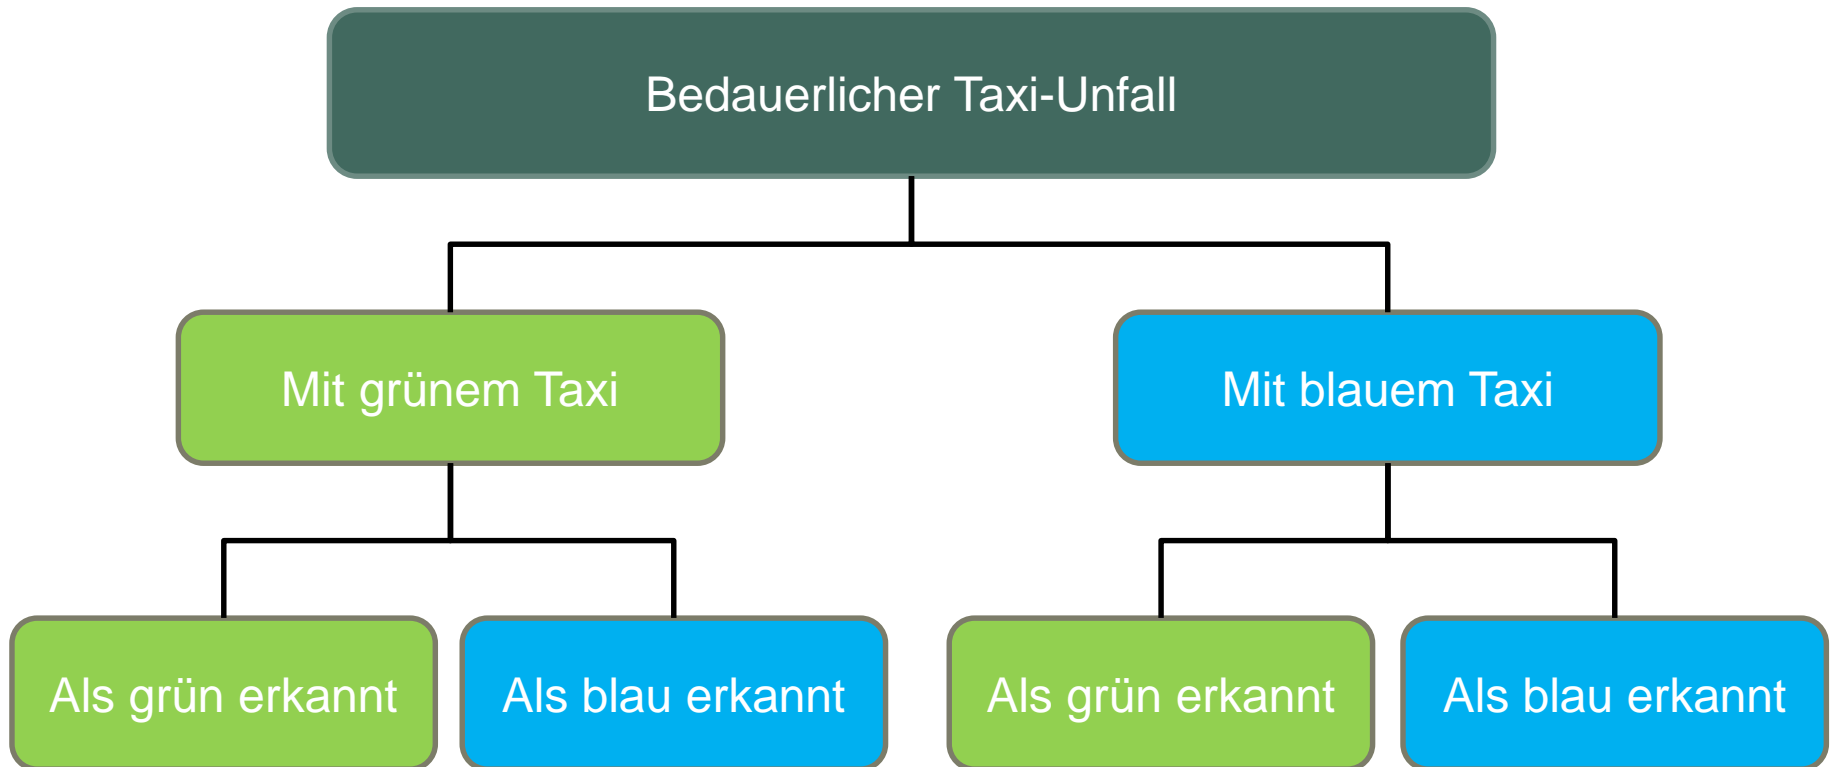 Bedauerlicher Taxi-Unfall
Mit grünem Taxi
Mit blauem Taxi
Als grün erkannt
Als blau erkannt
Als grün erkannt
Als blau erkannt